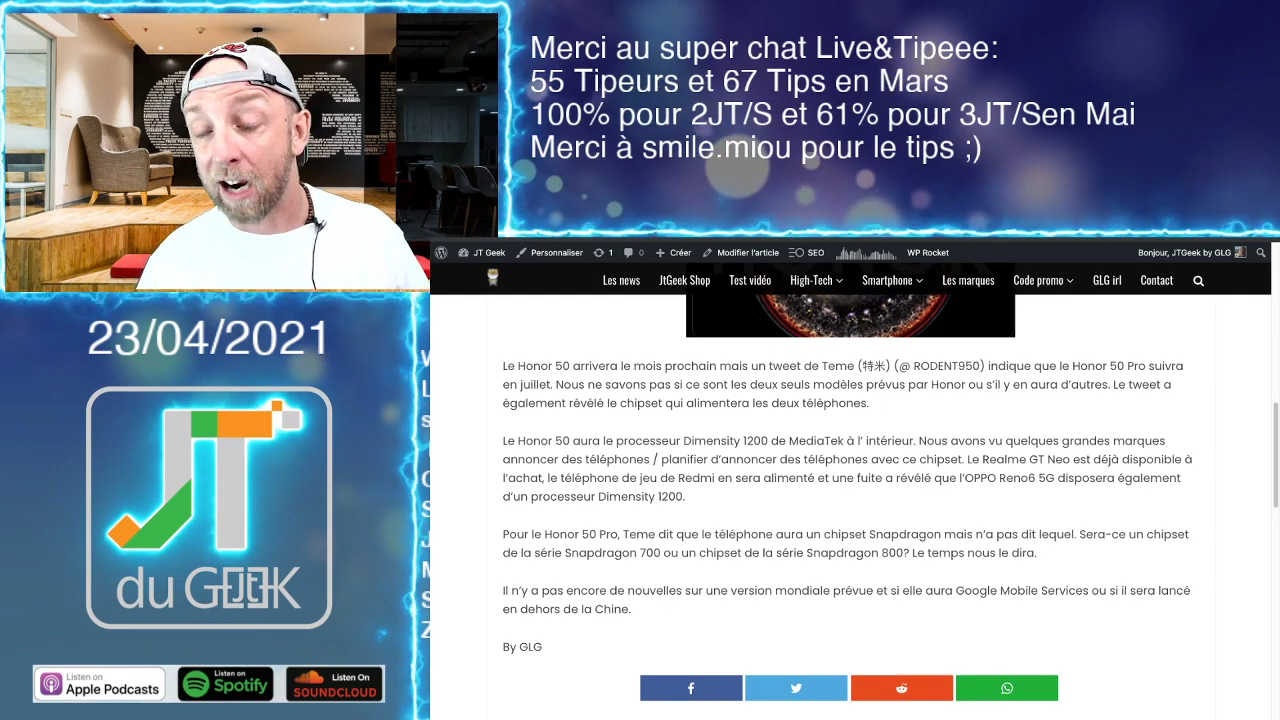 Merci au super chat Live&Tipeee:
55 Tipeurs et 67 Tips en Mars
100% pour 2JT/S et 61% pour 3JT/Sen Mai
Merci à smile.miou pour le tips ;)
JT Geek Personnaliser 1 0 Créer Modifier l'article SEO WP Rocket Bonjour, JTGeek by GLG
Les news JtGeek Shop Test vidéo High-Tech Smartphone Les marques Code promo GLG irl Contact
23/04/2021
JT
du GEEK
Listen on
Apple Podcasts
Listen on
Spotify
Listen On
SOUNDCLOUD
Le Honor 50 arrivera le mois prochain mais un tweet de Teme (特米) (@ RODENT950) indique que le Honor 50 Pro suivra
en juillet. Nous ne savons pas si ce sont les deux seuls modèles prévus par Honor ou s'il y en aura d'autres. Le tweet a
également révélé le chipset qui alimentera les deux téléphones.
Le Honor 50 aura le processeur Dimensity 1200 de MediaTek à l' intérieur. Nous avons vu quelques grandes marques
annoncer des téléphones / planifier d'annoncer des téléphones avec ce chipset. Le Realme GT Neo est déjà disponible à
l'achat, le téléphone de jeu de Redmi en sera alimenté et une fuite a révélé que l'OPPO Reno6 5G disposera également
d'un processeur Dimensity 1200.
Pour le Honor 50 Pro, Teme dit que le téléphone aura un chipset Snapdragon mais n'a pas dit lequel. Sera-ce un chipset
de la série Snapdragon 700 ou un chipset de la série Snapdragon 800? Le temps nous le dira.
Il n'y a pas encore de nouvelles sur une version mondiale prévue et si elle aura Google Mobile Services ou si il sera lancé
en dehors de la Chine.
By GLG